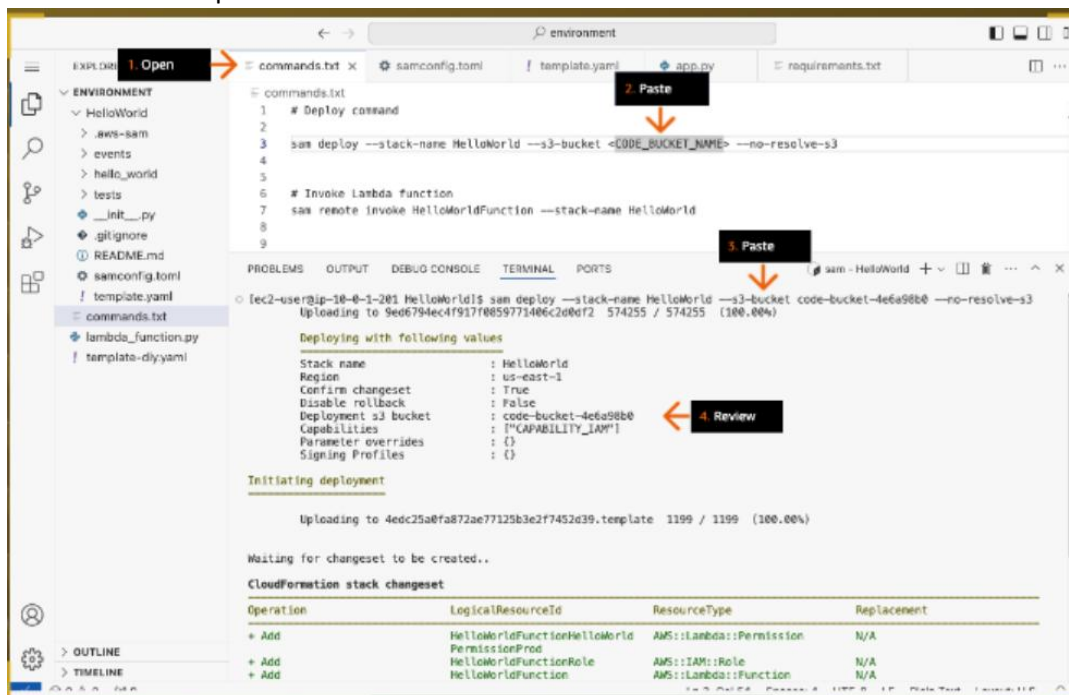 environment
EXPLOR
1. Open
commands.txt
samconfig.toml
template.yaml
app.py
requirements.txt
ENVIRONMENT
HelloWorld
.aws-sam
events
hello_world
tests
__init__.py
.gitignore
README.md
samconfig.toml
template.yaml
commands.txt
lambda_function.py
template-diy.yaml
OUTLINE
TIMELINE
commands.txt
2. Paste
1 # Deploy command
2
3 sam deploy --stack-name HelloWorld --s3-bucket <CODE_BUCKET_NAME> --no-resolve-s3
4
5
6 # Invoke Lambda function
7 sam remote invoke HelloWorldFunction --stack-name HelloWorld
8
9
3. Paste
PROBLEMS OUTPUT DEBUG CONSOLE TERMINAL PORTS
sam - HelloWorld
[ec2-user@ip-10-0-1-201 HelloWorld]$ sam deploy --stack-name HelloWorld --s3-bucket code-bucket-4e6a98b0 --no-resolve-s3
Uploading to 9ed6794ec4f917f0859771406c2d0df2 574255 / 574255 (100.00%)
Deploying with following values
Stack name : HelloWorld
Region : us-east-1
Confirm changeset : True
Disable rollback : False
Deployment s3 bucket : code-bucket-4e6a98b0
4. Review
Capabilities : ["CAPABILITY_IAM"]
Parameter overrides : {}
Signing Profiles : {}
Initiating deployment
Uploading to 4edc25a0fa872ae77125b3e2f7452d39.template 1199 / 1199 (100.00%)
Waiting for changeset to be created..
CloudFormation stack changeset
Operation LogicalResourceId ResourceType Replacement
+ Add HelloWorldFunctionHelloWorld AWS::Lambda::Permission N/A
PermissionProd
+ Add HelloWorldFunctionRole AWS::IAM::Role N/A
+ Add HelloWorldFunction AWS::Lambda::Function N/A